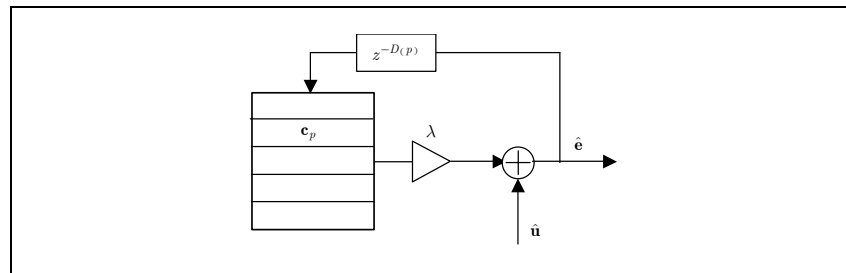 z^{-D(p)}
c_p
λ
ê
û